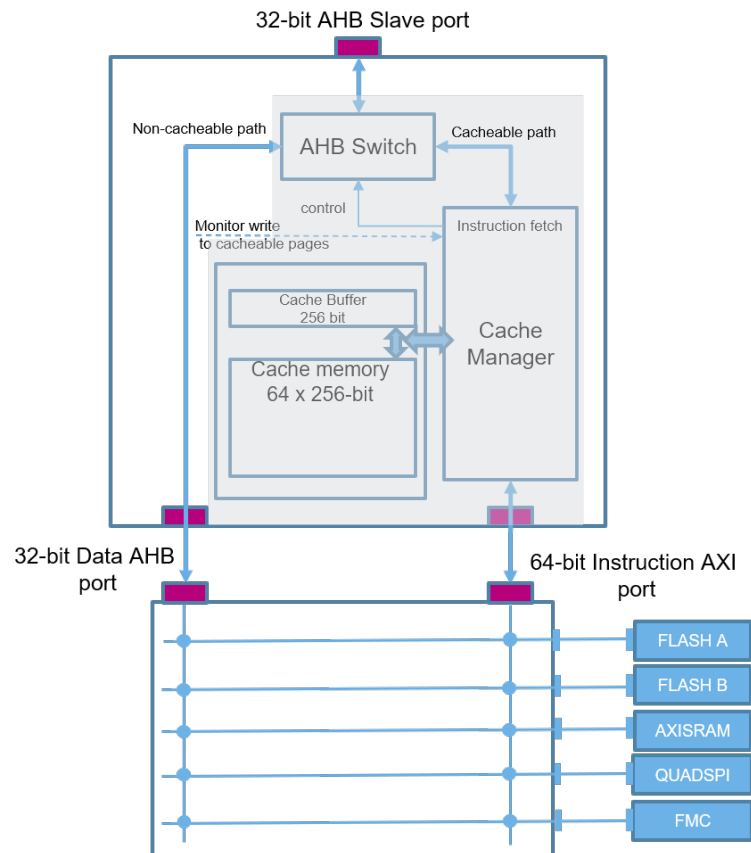 32-bit AHB Slave port
Non-cacheable path
AHB Switch
Cacheable path
control
Monitor write
to cacheable pages
Instruction fetch
Cache Buffer
256 bit
Cache memory
64 x 256-bit
Cache
Manager
32-bit Data AHB
port
64-bit Instruction AXI
port
FLASH A
FLASH B
AXISRAM
QUADSPI
FMC